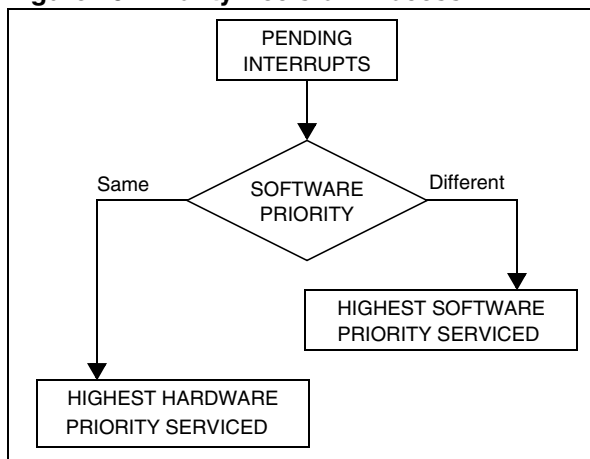 PENDING
INTERRUPTS
Same
SOFTWARE
PRIORITY
Different
HIGHEST SOFTWARE
PRIORITY SERVICED
HIGHEST HARDWARE
PRIORITY SERVICED